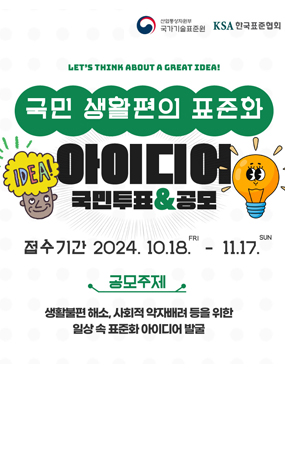 산업통상자원부
국가기술표준원
KSA 한국표준협회
LET'S THINK ABOUT A GREAT IDEA!
국민 생활편의 표준화
IDEA!
아이디어
국민투표&공모
접수기간 2024. 10.18. FRI - 11.17. SUN
공모주제
생활불편 해소, 사회적 약자배려 등을 위한
일상 속 표준화 아이디어 발굴